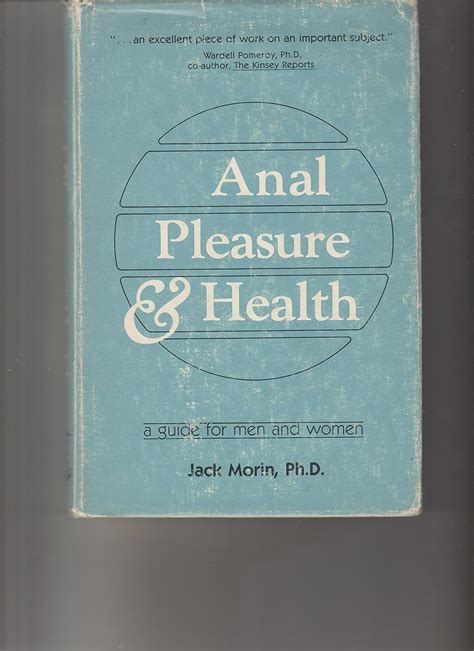 "...an excellent piece of work on an important subject."
Wardell Pomeroy, Ph.D.
co-author, The Kinsey Reports
Anal
Pleasure
& Health
a guide for men and women
Jack Morin, Ph.D.